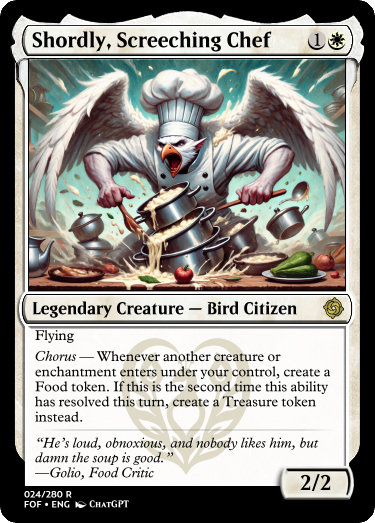 Shordly, Screeching Chef 1
Legendary Creature — Bird Citizen
Flying
Chorus — Whenever another creature or
enchantment enters under your control, create a
Food token. If this is the second time this ability
has resolved this turn, create a Treasure token
instead.
“He’s loud, obnoxious, and nobody likes him, but
damn the soup is good.”
—Golio, Food Critic
2/2
024/280 R
FOF • ENG ChatGPT